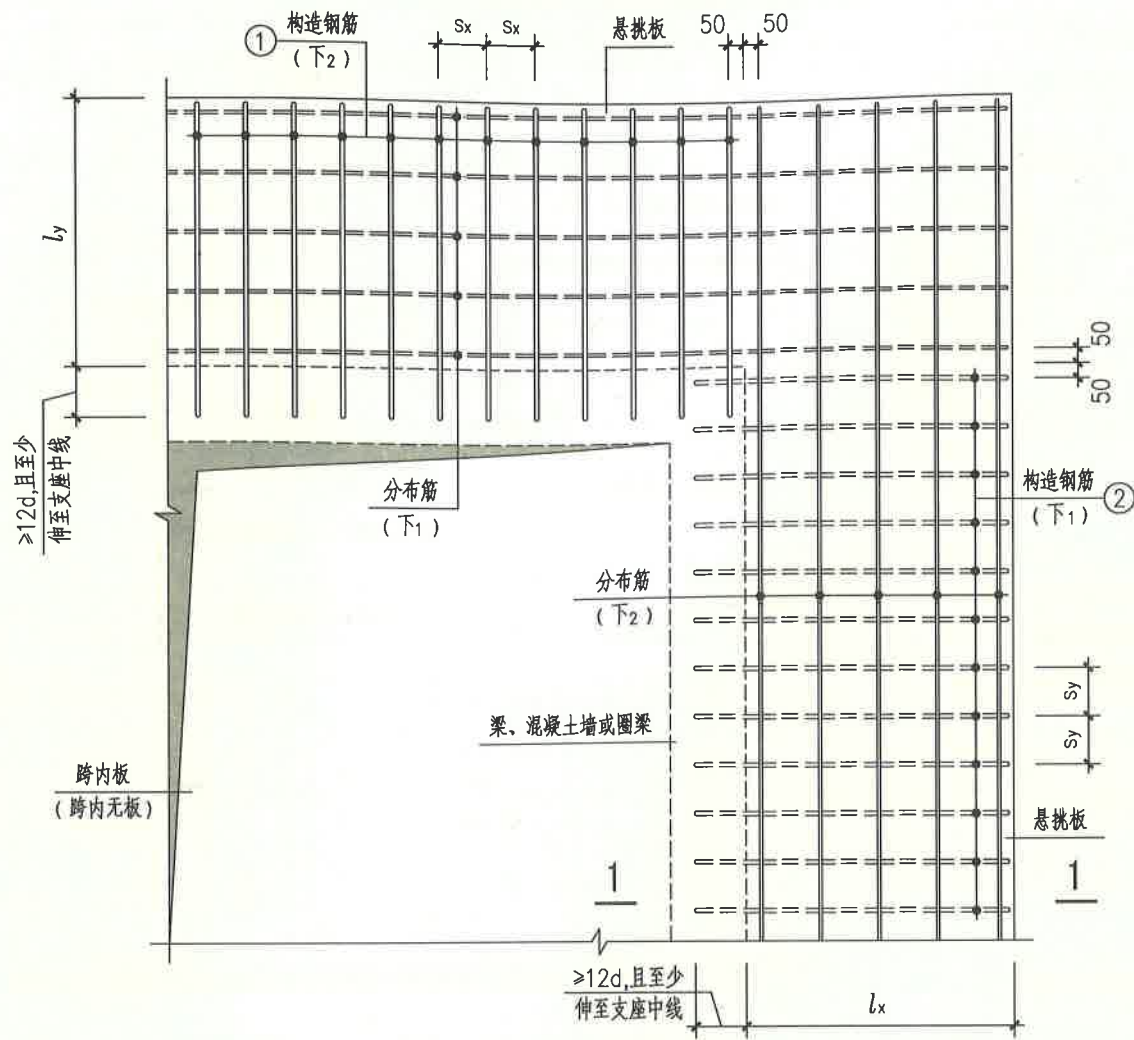 构造钢筋
(下2)
①
Sx Sx
悬挑板
50 50
ly
≥12d,且至少
伸至支座中线
50
50
分布筋
(下1)
构造钢筋
(下1)
②
分布筋
(下2)
梁、混凝土墙或圈梁
Sy
Sy
跨内板
(跨内无板)
悬挑板
1 1
≥12d,且至少
伸至支座中线
lx